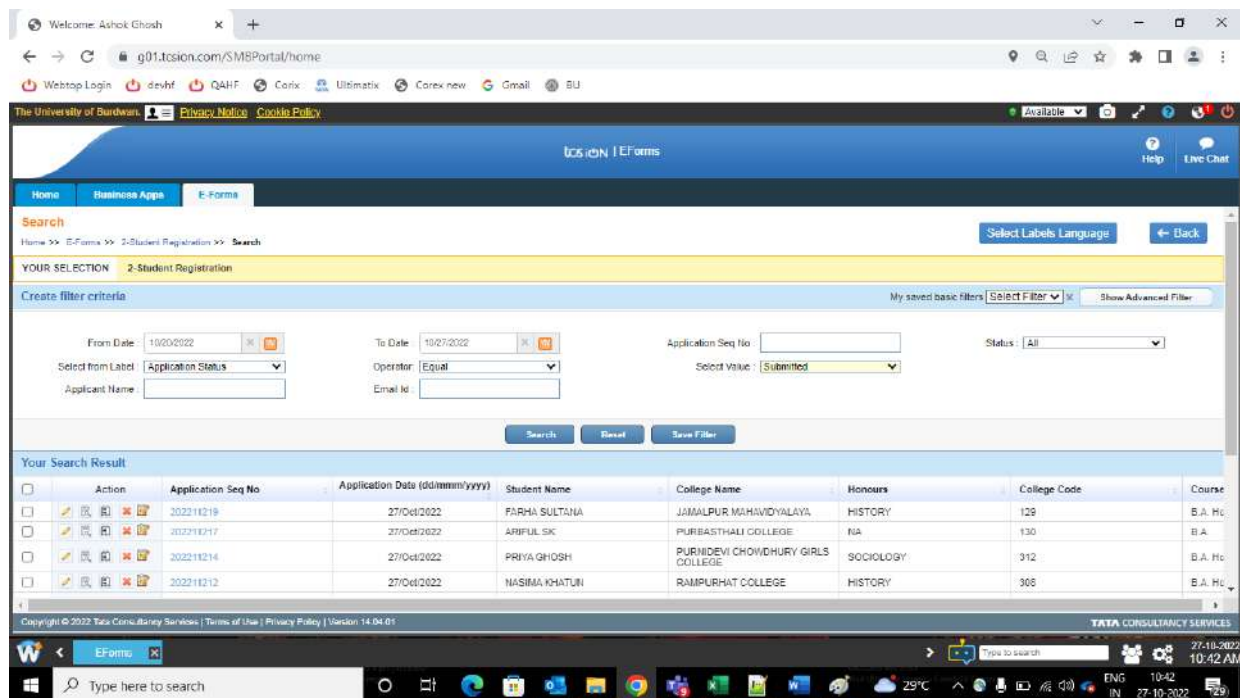 Welcome: Ashok Ghosh
g01.tcsion.com/SMBPortal/home
Webtop Login devhf QAHF Corix Ultimatix Corex new Gmail BU
The University of Burdwan. Privacy Notice Cookie Policy Available
tcs iON | EForms
Help Live Chat
Home Business Apps E-Forms
Search
Select Labels Language ← Back
Home >> E-Forms >> 2-Student Registration >> Search
YOUR SELECTION 2-Student Registration
Create filter criteria My saved basic filters Select Filter Show Advanced Filter
From Date : 10/20/2022 To Date : 10/27/2022 Application Seq No : Status : All
Select from Label : Application Status Operator: Equal Select Value : Submitted
Applicant Name : Email Id :
Search Reset Save Filter
Your Search Result
Action Application Seq No Application Date (dd/mmm/yyyy) Student Name College Name Honours College Code Course
202211219 27/Oct/2022 FARHA SULTANA JAMALPUR MAHAVIDYALAYA HISTORY 129 B.A. Ho
202211217 27/Oct/2022 ARIFUL SK PURBASTHALI COLLEGE NA 130 B.A.
202211214 27/Oct/2022 PRIYA GHOSH PURNIDEVI CHOWDHURY GIRLS COLLEGE SOCIOLOGY 312 B.A. Ho
202211212 27/Oct/2022 NASIMA KHATUN RAMPURHAT COLLEGE HISTORY 308 B.A. Ho
Copyright © 2022 Tata Consultancy Services | Terms of Use | Privacy Policy | Version 14.04.01 TATA CONSULTANCY SERVICES
EForms Type to search 27-10-2022
10:42 AM
Type here to search 29°C ENG 10:42
IN 27-10-2022 29